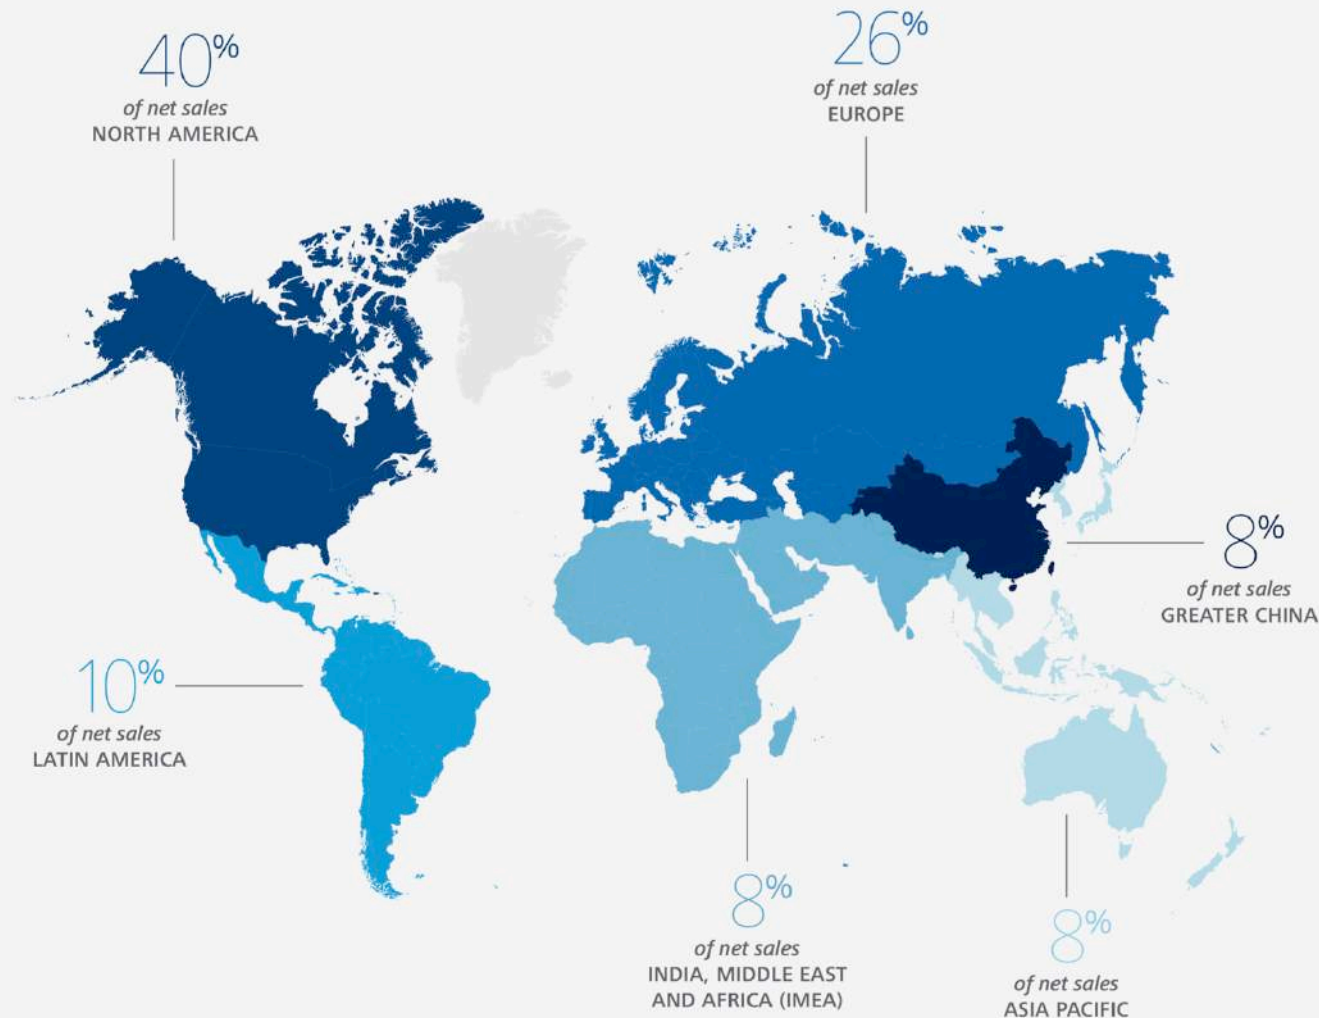 40%
of net sales
NORTH AMERICA
26%
of net sales
EUROPE
8%
of net sales
GREATER CHINA
10%
of net sales
LATIN AMERICA
8%
of net sales
INDIA, MIDDLE EAST
AND AFRICA (IMEA)
8%
of net sales
ASIA PACIFIC